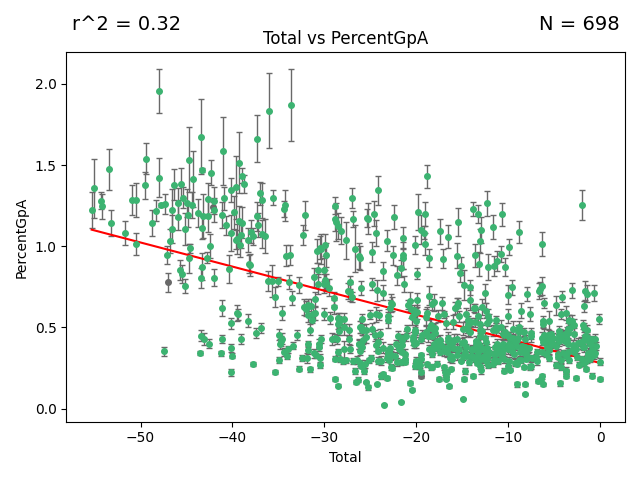 r^2 = 0.32
N = 698
Total vs PercentGpA
2.0
1.5
1.0
0.5
0.0
PercentGpA
−50
−40
−30
−20
−10
0
Total